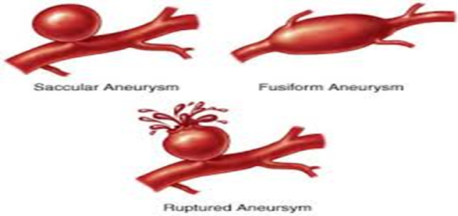 Saccular Aneurysm
Fusiform Aneurysm
Ruptured Aneursym